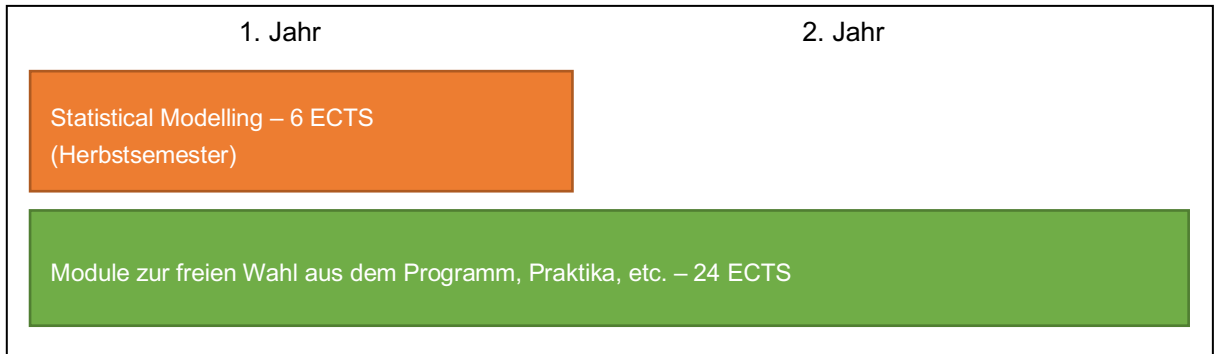 1. Jahr 2. Jahr
Statistical Modelling – 6 ECTS
(Herbstsemester)
Module zur freien Wahl aus dem Programm, Praktika, etc. – 24 ECTS